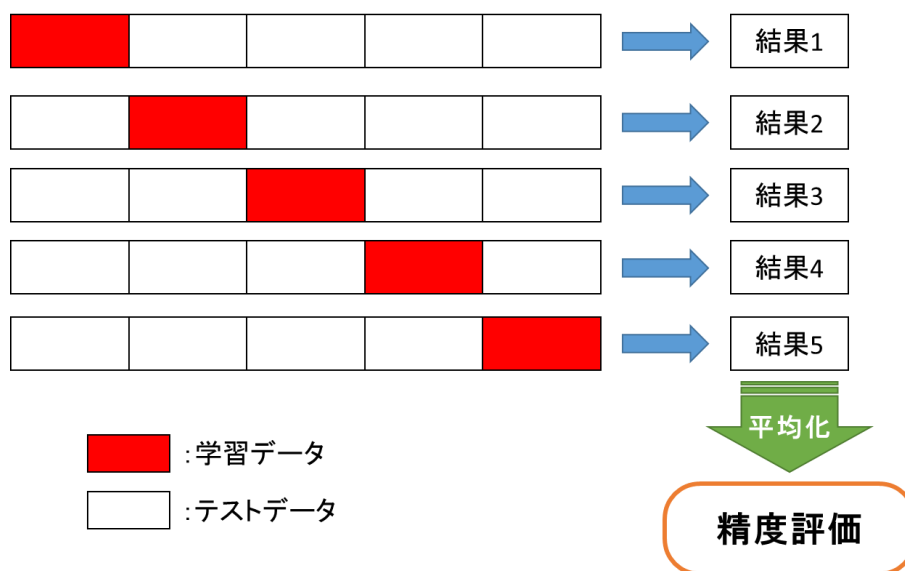 結果1
結果2
結果3
結果4
結果5
平均化
:学習データ
:テストデータ
精度評価